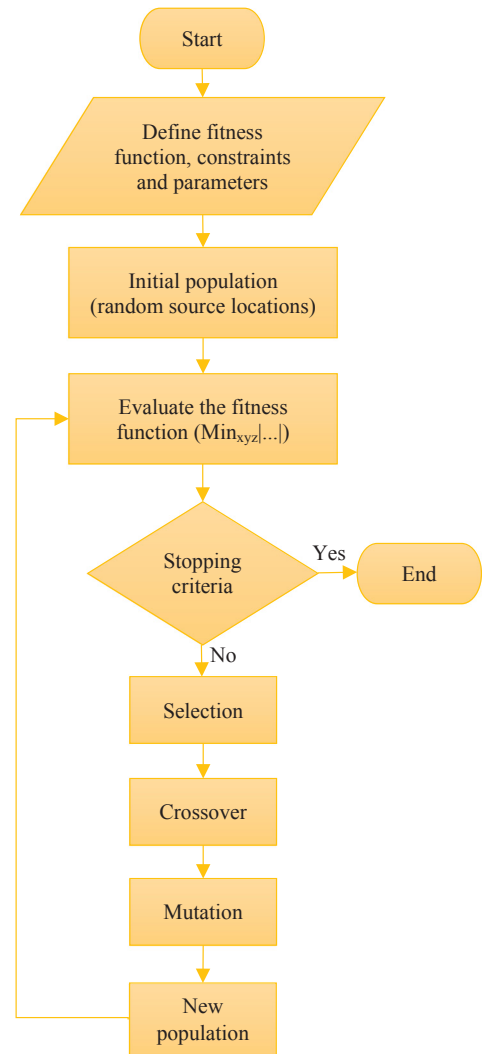 Start
Define fitness
function, constraints
and parameters
Initial population
(random source locations)
Evaluate the fitness
function (Minxyz|...|)
Stopping
criteria
Yes
End
No
Selection
Crossover
Mutation
New
population